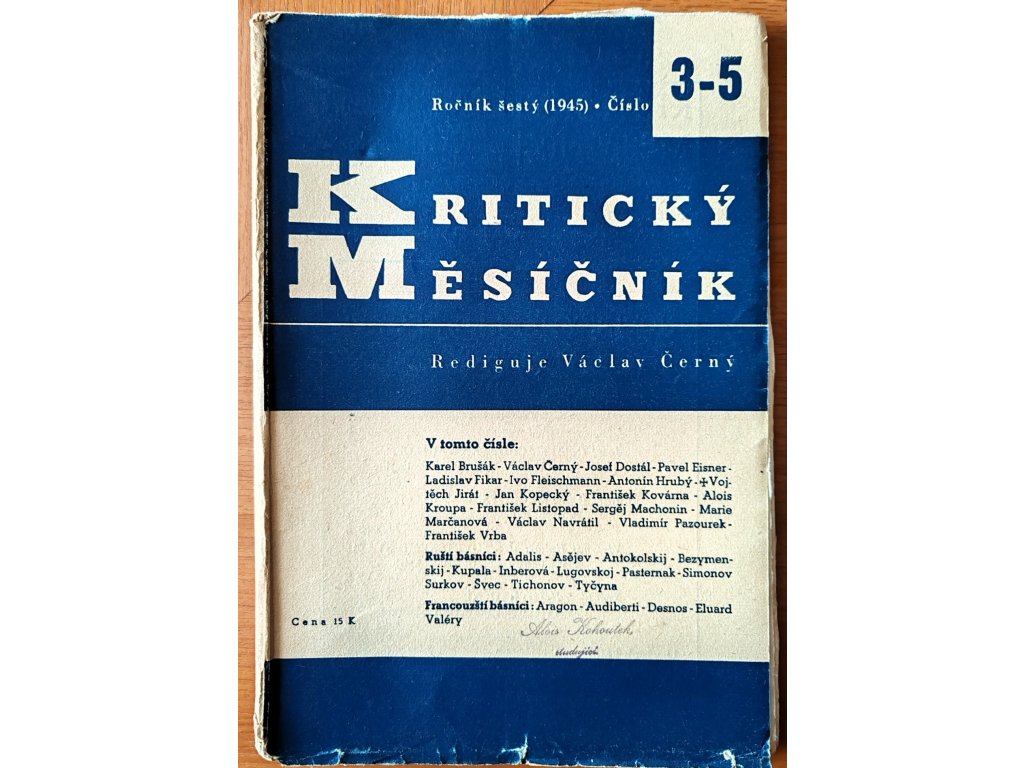 Ročník šestý (1945) • Číslo 3-5
KRITICKÝ
MĚSÍČNÍK
Rediguje Václav Černý
V tomto čísle:
Karel Brušák - Václav Černý - Josef Dostál - Pavel Eisner -
Ladislav Fikar - Ivo Fleischmann - Antonín Hrubý - ✠ Voj-
těch Jirát - Jan Kopecký - František Kovárna - Alois
Kroupa - František Listopad - Sergěj Machonin - Marie
Marčanová - Václav Navrátil - Vladimír Pazourek -
František Vrba
Ruští básníci: Adalis - Asějev - Antokolskij - Bezymen-
skij - Kupala - Inberová - Lugovskoj - Pasternak - Simonov
Surkov - Švec - Tichonov - Tyčyna
Francouzští básníci: Aragon - Audiberti - Desnos - Eluard
Valéry
Cena 15 K
Alois Kohoutek,
studující.